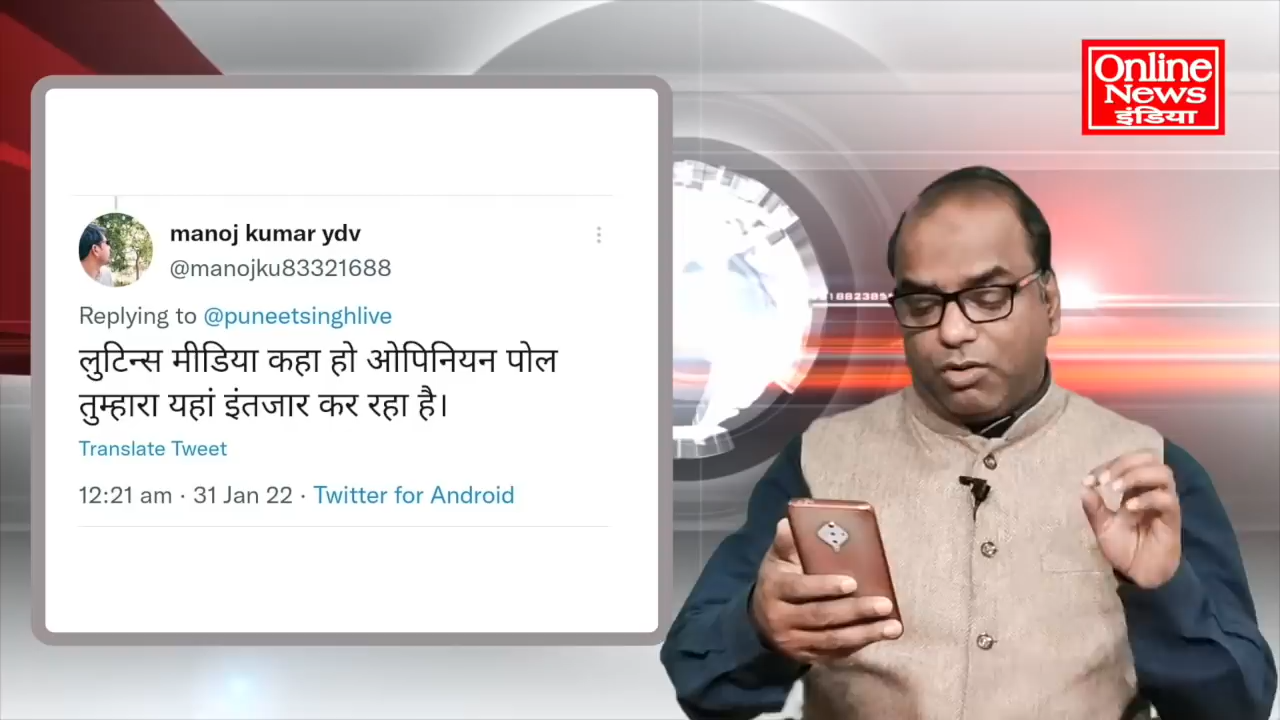 Online
News
इंडिया
manoj kumar ydv
@manojku83321688
Replying to @puneetsinghlive
लुटिन्स मीडिया कहा हो ओपिनियन पोल
तुम्हारा यहां इंतजार कर रहा है।
Translate Tweet
12:21 am · 31 Jan 22 · Twitter for Android